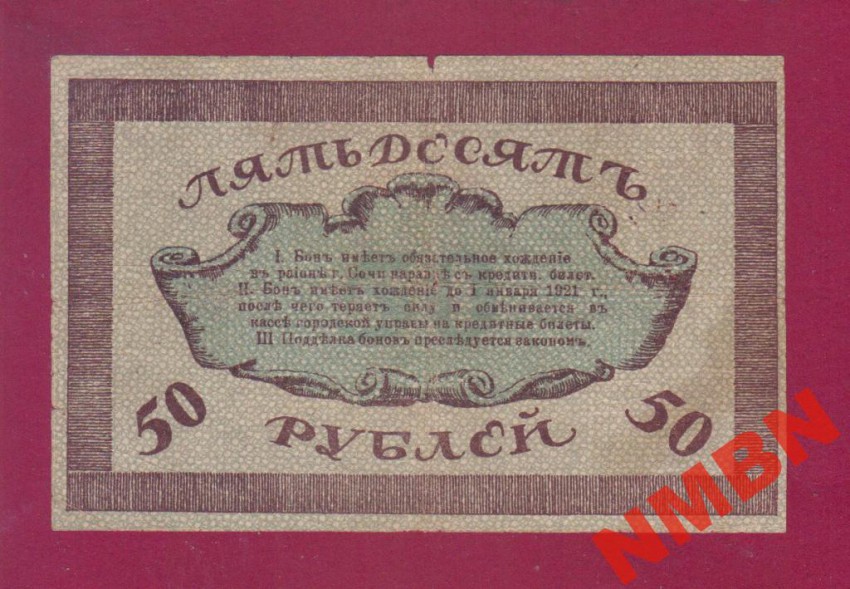 ПЯТЬДЕСЯТЪ
I. Бонъ имѣетъ обязательное хожденіе
въ раіонѣ г. Сочи наравнѣ съ кредитн. билет.
II. Бонъ имѣетъ хожденіе до 1 января 1921 г.,
послѣ чего теряетъ силу и обмѣнивается въ
кассѣ городской управы на кредитные билеты.
III Поддѣлка боновъ преслѣдуется закономъ.
50
50
РУБЛЕЙ
NMBN